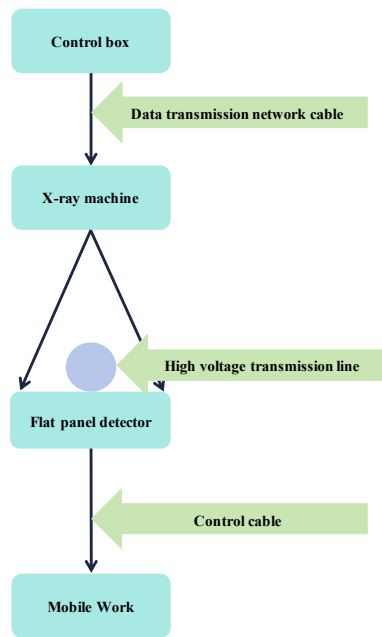 Control box
Data transmission network cable
X-ray machine
High voltage transmission line
Flat panel detector
Control cable
Mobile Work